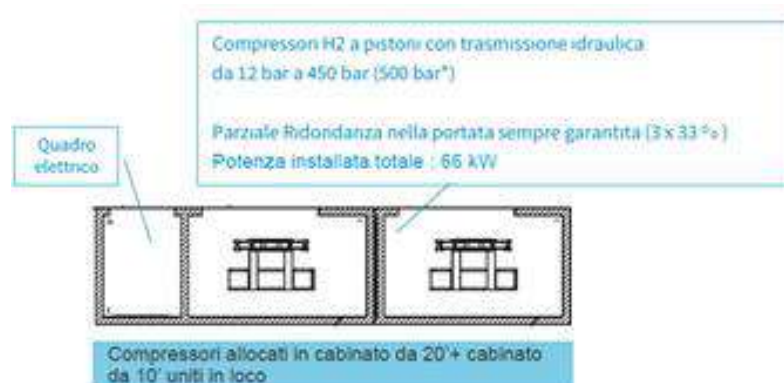 Compressori H2 a pistoni con trasmissione idraulica
da 12 bar a 450 bar (500 bar*)
Parziale Ridondanza nella portata sempre garantita (3 x 33 %)
Potenza installata totale : 66 kW
Quadro
elettrico
Compressori allocati in cabinato da 20'+ cabinato
da 10' uniti in loco